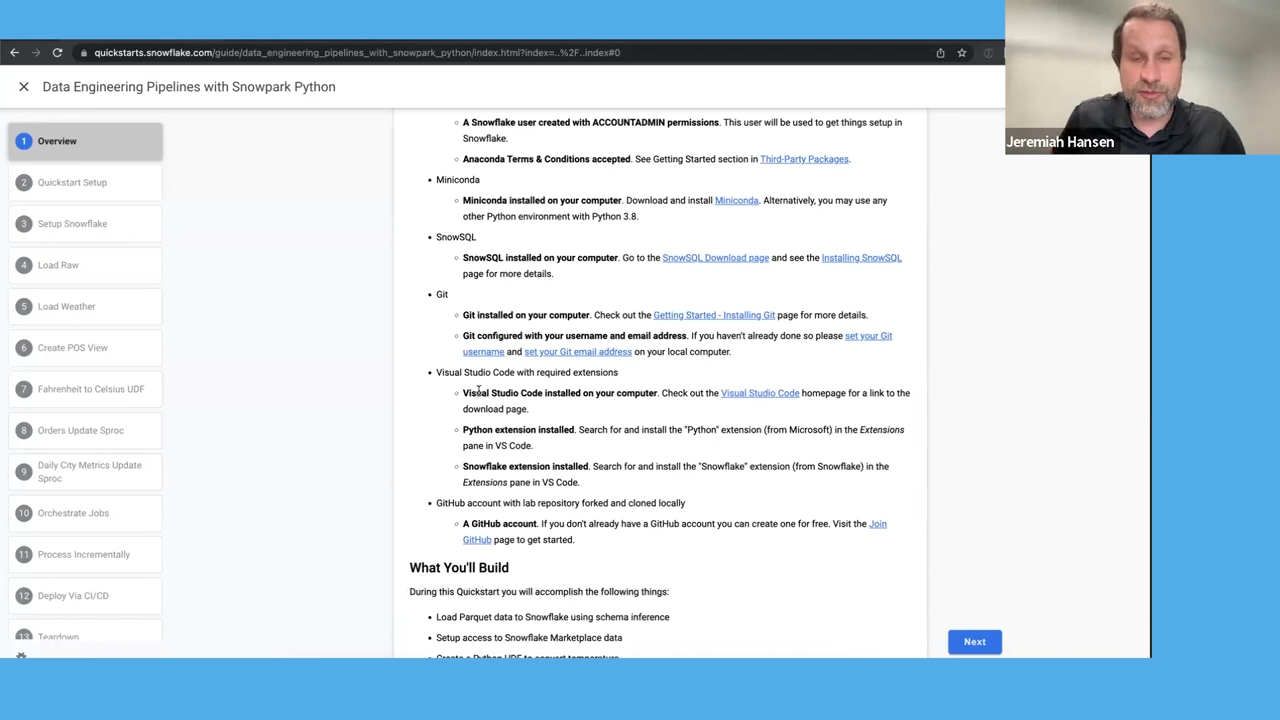 quickstarts.snowflake.com/guide/data_engineering_pipelines_with_snowpark_python/index.html?index=..%2F..index#0
Data Engineering Pipelines with Snowpark Python
Jeremiah Hansen
1 Overview
2 Quickstart Setup
3 Setup Snowflake
4 Load Raw
5 Load Weather
6 Create POS View
7 Fahrenheit to Celsius UDF
8 Orders Update Sproc
9 Daily City Metrics Update
Sproc
10 Orchestrate Jobs
11 Process Incrementally
12 Deploy Via CI/CD
13 Teardown
A Snowflake user created with ACCOUNTADMIN permissions. This user will be used to get things setup in
Snowflake.
Anaconda Terms & Conditions accepted. See Getting Started section in Third-Party Packages.
Miniconda
Miniconda installed on your computer. Download and install Miniconda. Alternatively, you may use any
other Python environment with Python 3.8.
SnowSQL
SnowSQL installed on your computer. Go to the SnowSQL Download page and see the Installing SnowSQL
page for more details.
Git
Git installed on your computer. Check out the Getting Started - Installing Git page for more details.
Git configured with your username and email address. If you haven't already done so please set your Git
username and set your Git email address on your local computer.
Visual Studio Code with required extensions
Visual Studio Code installed on your computer. Check out the Visual Studio Code homepage for a link to the
download page.
Python extension installed. Search for and install the "Python" extension (from Microsoft) in the Extensions
pane in VS Code.
Snowflake extension installed. Search for and install the "Snowflake" extension (from Snowflake) in the
Extensions pane in VS Code.
GitHub account with lab repository forked and cloned locally
A GitHub account. If you don't already have a GitHub account you can create one for free. Visit the Join
GitHub page to get started.
What You'll Build
During this Quickstart you will accomplish the following things:
Load Parquet data to Snowflake using schema inference
Setup access to Snowflake Marketplace data
Create a Python UDF to convert temperature
Next